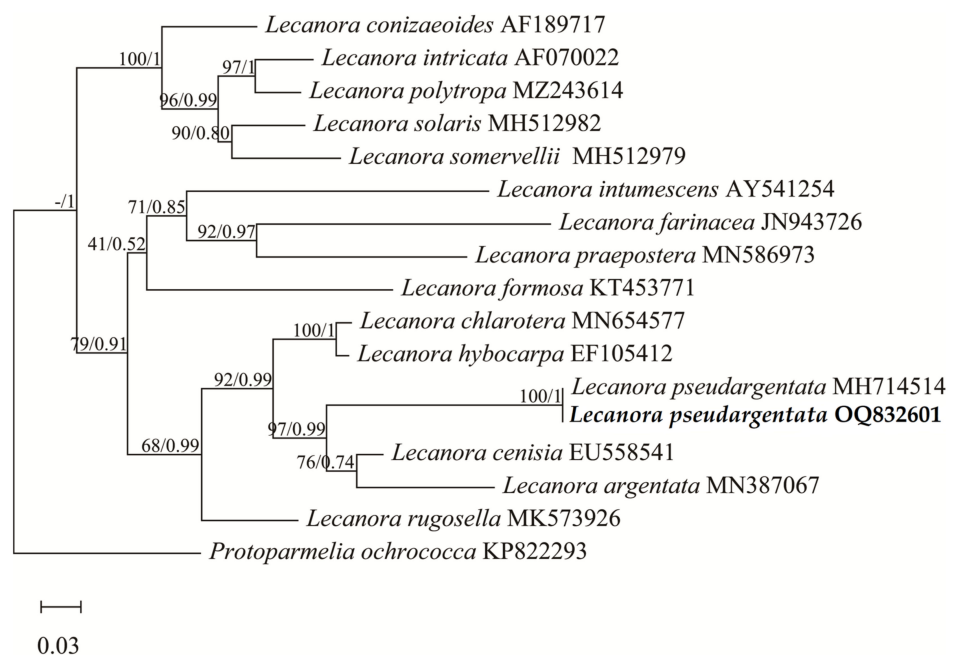 Lecanora conizaeoides AF189717
100/1
97/1
Lecanora intricata AF070022
Lecanora polytropa MZ243614
96/0.99
Lecanora solaris MH512982
90/0.80
Lecanora somervellii MH512979
-/1
Lecanora intumescens AY541254
71/0.85
Lecanora farinacea JN943726
92/0.97
41/0.52
Lecanora praepostera MN586973
Lecanora formosa KT453771
Lecanora chlarotera MN654577
100/1
79/0.91
Lecanora hybocarpa EF105412
92/0.99
Lecanora pseudargentata MH714514
100/1
Lecanora pseudargentata OQ832601
97/0.99
68/0.99
Lecanora cenisia EU558541
76/0.74
Lecanora argentata MN387067
Lecanora rugosella MK573926
Protoparmelia ochrococca KP822293
0.03